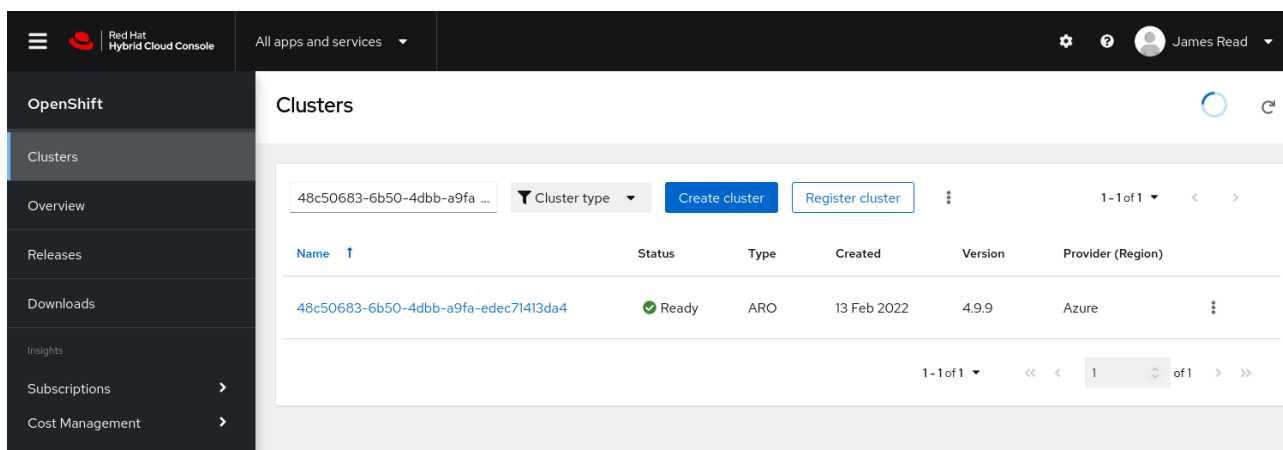 Red Hat
Hybrid Cloud Console
All apps and services
James Read
OpenShift
Clusters
Overview
Releases
Downloads
Insights
Subscriptions
Cost Management
Clusters
48c50683-6b50-4dbb-a9fa ...
Cluster type
Create cluster
Register cluster
1 - 1 of 1
Name Status Type Created Version Provider (Region)
48c50683-6b50-4dbb-a9fa-edec71413da4 Ready ARO 13 Feb 2022 4.9.9 Azure
1 - 1 of 1
1 of 1